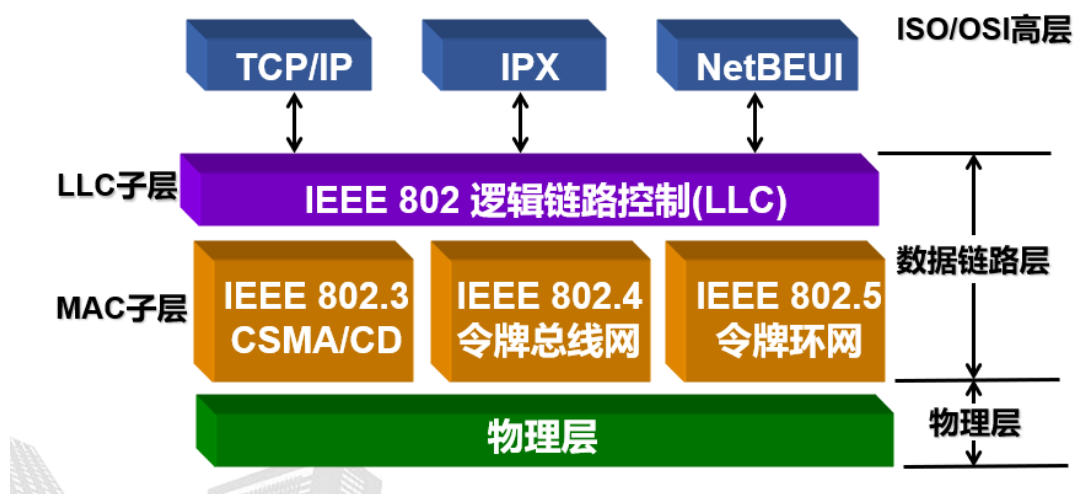 ISO/OSI高层
TCP/IP
IPX
NetBEUI
LLC子层
IEEE 802 逻辑链路控制(LLC)
数据链路层
MAC子层
IEEE 802.3
CSMA/CD
IEEE 802.4
令牌总线网
IEEE 802.5
令牌环网
物理层
物理层